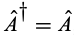 Â† = Â